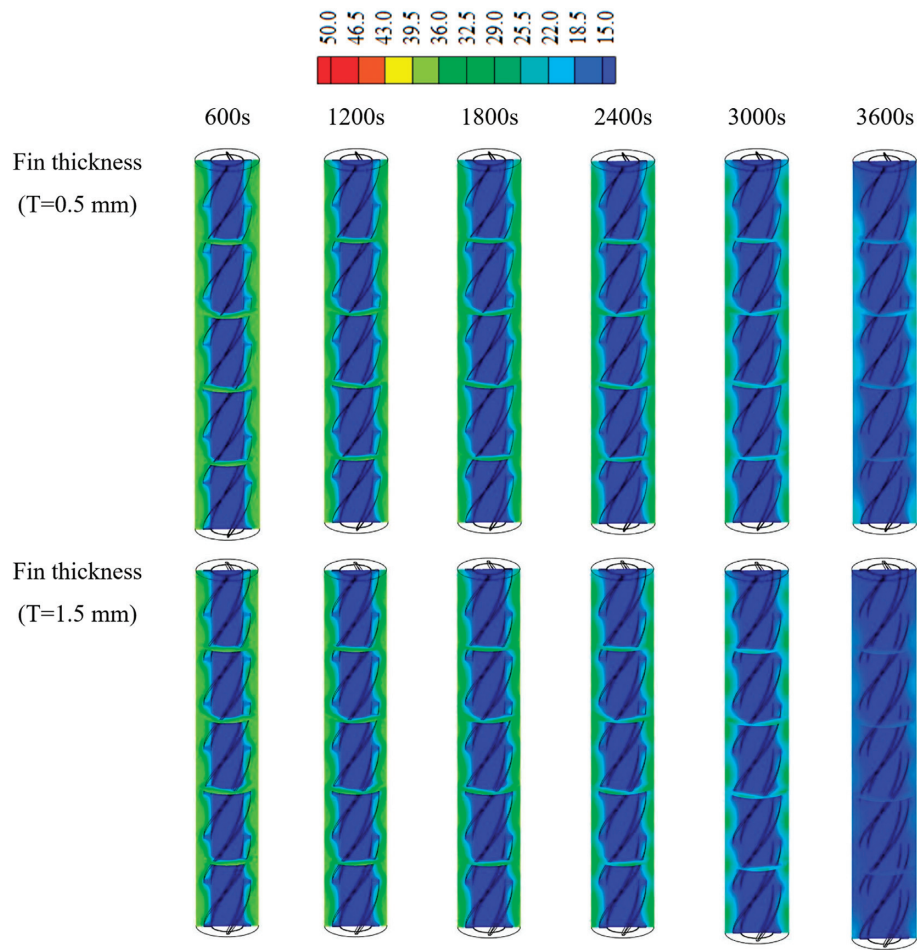 50.0 46.5 43.0 39.5 36.0 32.5 29.0 25.5 22.0 18.5 15.0
600s 1200s 1800s 2400s 3000s 3600s
Fin thickness
(T=0.5 mm)
Fin thickness
(T=1.5 mm)